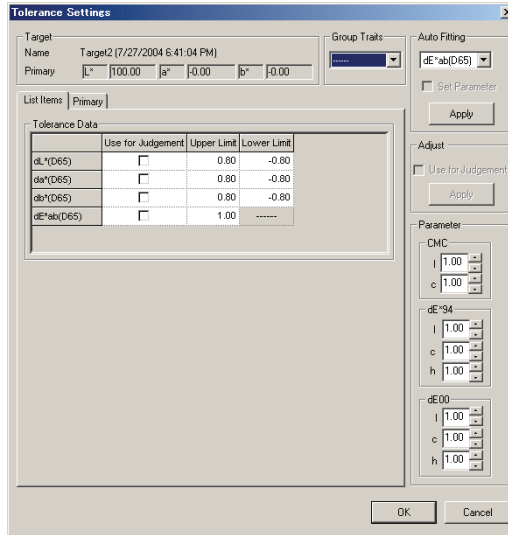 Tolerance Settings
Target
Name Target2 (7/27/2004 6:41:04 PM)
Primary L* 100.00 a* -0.00 b* -0.00
Group Traits
------
Auto Fitting
dE*ab(D65)
Set Parameter
Apply
List Items Primary
Tolerance Data
Use for Judgement Upper Limit Lower Limit
dL*(D65) 0.80 -0.80
da*(D65) 0.80 -0.80
db*(D65) 0.80 -0.80
dE*ab(D65) 1.00 ------
Adjust
Use for Judgement
Apply
Parameter
CMC
l 1.00
c 1.00
dE*94
l 1.00
c 1.00
h 1.00
dE00
l 1.00
c 1.00
h 1.00
OK Cancel